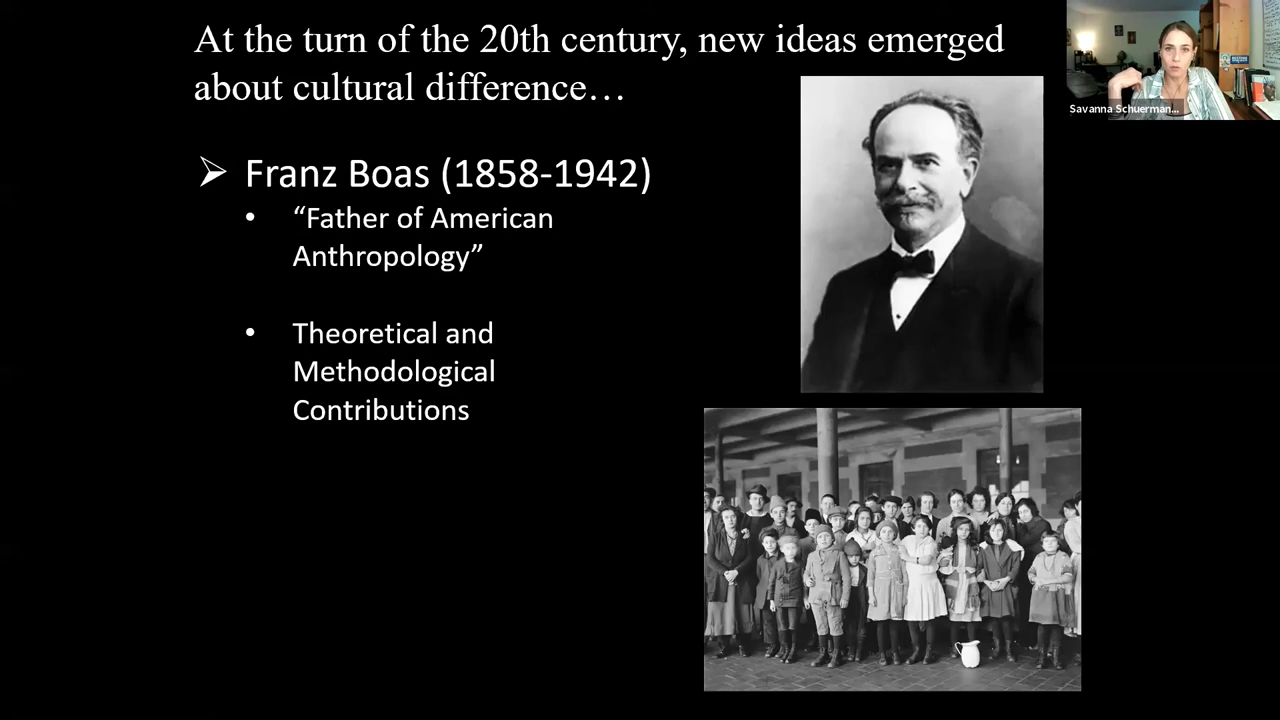 At the turn of the 20th century, new ideas emerged
about cultural difference…
➢ Franz Boas (1858-1942)
• “Father of American
Anthropology”
• Theoretical and
Methodological
Contributions
Savanna Schuerman...